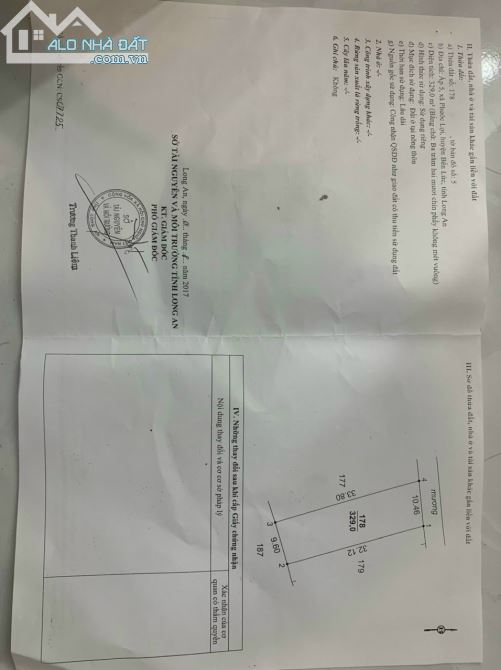 ALO NHÀ ĐẤT
.com.vn
II. Thửa đất, nhà ở và tài sản khác gắn liền với đất
1. Thửa đất:
a) Thửa đất số: 178 , tờ bản đồ số: 5
b) Địa chỉ: Ấp 5, xã Phước Lợi, huyện Bến Lức, tỉnh Long An
c) Diện tích: 329,0 m² (Bằng chữ: Ba trăm hai mươi chín phẩy không mét vuông)
d) Hình thức sử dụng: Sử dụng riêng
đ) Mục đích sử dụng: Đất ở tại nông thôn
e) Thời hạn sử dụng: Lâu dài
g) Nguồn gốc sử dụng: Công nhận QSDĐ như giao đất có thu tiền sử dụng đất
2. Nhà ở: -/-
3. Công trình xây dựng khác: -/-
4. Rừng sản xuất là rừng trồng: -/-
5. Cây lâu năm: -/-
6. Ghi chú: Không
Long An, ngày tháng năm 2017
SỞ TÀI NGUYÊN VÀ MÔI TRƯỜNG TỈNH LONG AN
KT. GIÁM ĐỐC
PHÓ GIÁM ĐỐC
SỞ
TÀI NGUYÊN
VÀ MÔI TRƯỜNG
Trương Thanh Liêm
GCN: CS07725
III. Sơ đồ thửa đất, nhà ở và tài sản khác gắn liền với đất
mương
4 10.46 1
177
33.80
178
329,0
179
3 9.60 2
187
IV. Những thay đổi sau khi cấp Giấy chứng nhận
Nội dung thay đổi và cơ sở pháp lý
Xác nhận của cơ
quan có thẩm quyền